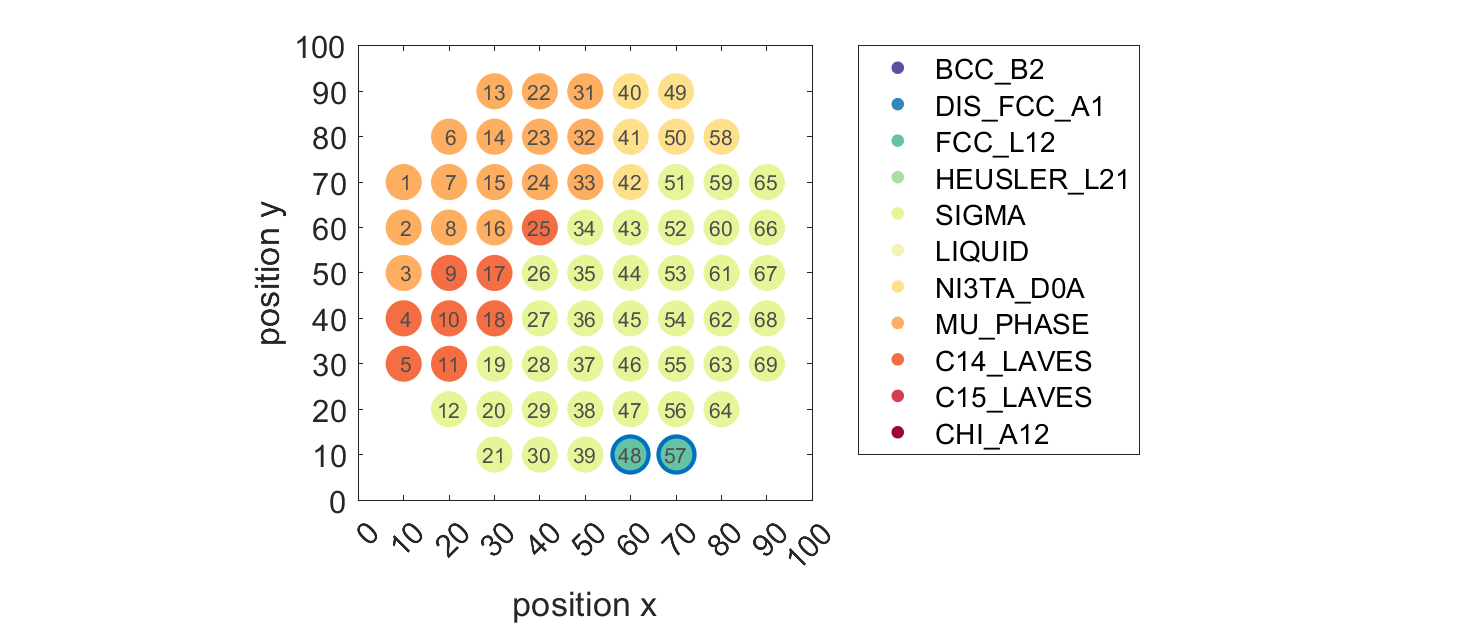 100
90
80
70
60
50
40
30
20
10
0
position y
13 22 31 40 49
6 14 23 32 41 50 58
1 7 15 24 33 42 51 59 65
2 8 16 25 34 43 52 60 66
3 9 17 26 35 44 53 61 67
4 10 18 27 36 45 54 62 68
5 11 19 28 37 46 55 63 69
12 20 29 38 47 56 64
21 30 39 48 57
0 10 20 30 40 50 60 70 80 90 100
position x
BCC_B2
DIS_FCC_A1
FCC_L12
HEUSLER_L21
SIGMA
LIQUID
NI3TA_D0A
MU_PHASE
C14_LAVES
C15_LAVES
CHI_A12